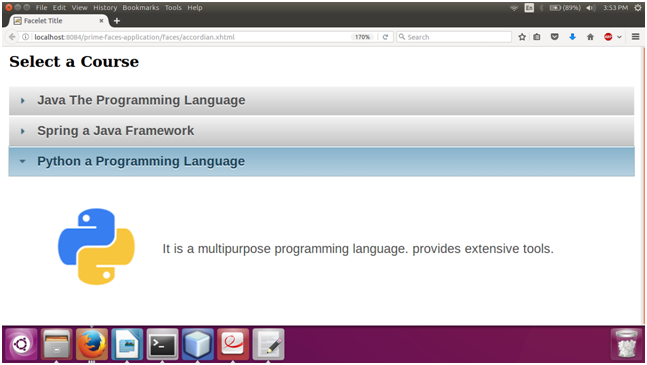 File Edit View History Bookmarks Tools Help
En
(89%)
3:53 PM
Facelet Title
localhost:8084/prime-faces-application/faces/accordian.xhtml
170%
Search
ABP
Select a Course
Java The Programming Language
Spring a Java Framework
Python a Programming Language
It is a multipurpose programming language. provides extensive tools.